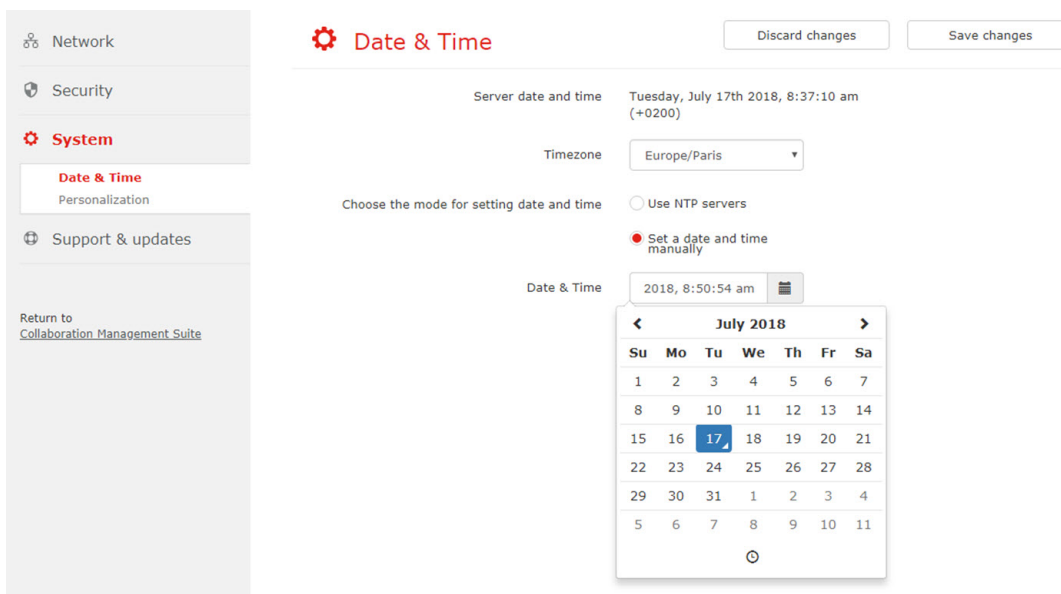 Network
Security
System
Date & Time
Personalization
Support & updates
Return to
Collaboration Management Suite
Date & Time
Discard changes
Save changes
Server date and time
Tuesday, July 17th 2018, 8:37:10 am
(+0200)
Timezone
Europe/Paris
Choose the mode for setting date and time
Use NTP servers
Set a date and time
manually
Date & Time
2018, 8:50:54 am
July 2018
Su Mo Tu We Th Fr Sa
1 2 3 4 5 6 7
8 9 10 11 12 13 14
15 16 17 18 19 20 21
22 23 24 25 26 27 28
29 30 31 1 2 3 4
5 6 7 8 9 10 11